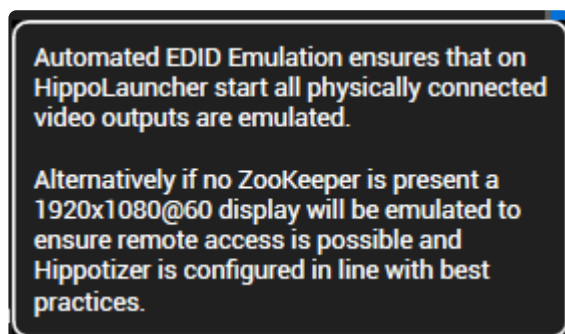 Automated EDID Emulation ensures that on
HippoLauncher start all physically connected
video outputs are emulated.
Alternatively if no ZooKeeper is present a
1920x1080@60 display will be emulated to
ensure remote access is possible and
Hippotizer is configured in line with best
practices.